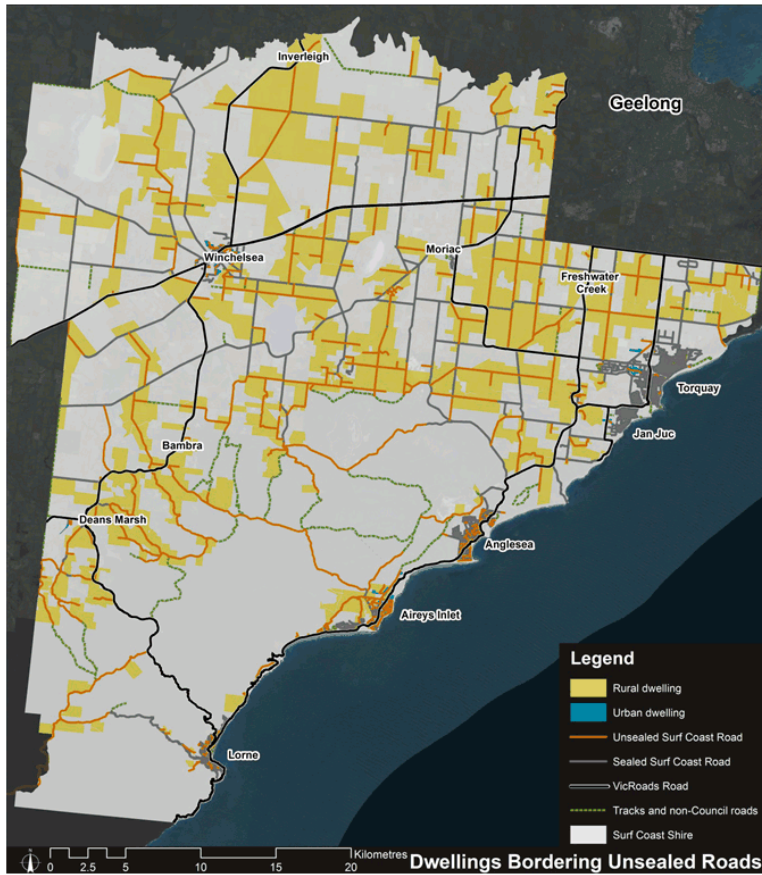 Inverleigh
Geelong
Winchelsea
Moriac
Freshwater
Creek
Torquay
Jan Juc
Bambra
Deans Marsh
Anglesea
Aireys Inlet
Lorne
Legend
Rural dwelling
Urban dwelling
Unsealed Surf Coast Road
Sealed Surf Coast Road
VicRoads Road
Tracks and non-Council roads
Surf Coast Shire
Kilometres
0 2.5 5 10 15 20
Dwellings Bordering Unsealed Roads